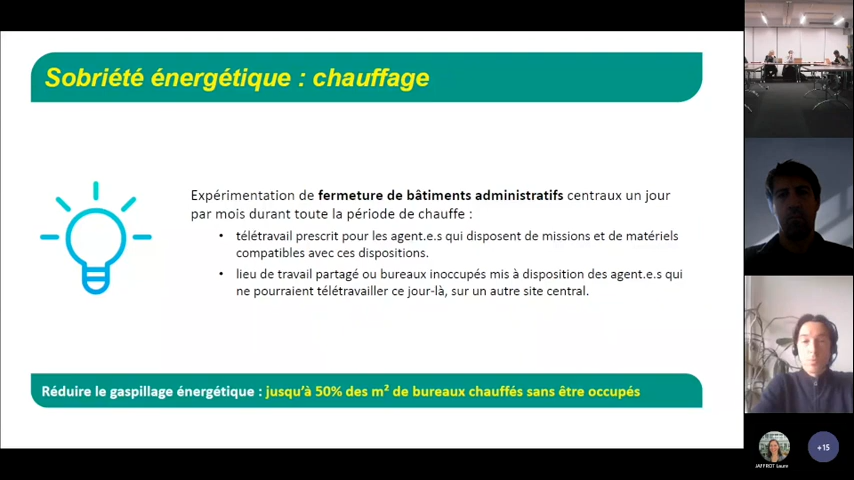 Sobriété énergétique : chauffage
Expérimentation de fermeture de bâtiments administratifs centraux un jour
par mois durant toute la période de chauffe :
• télétravail prescrit pour les agent.e.s qui disposent de missions et de matériels
compatibles avec ces dispositions.
• lieu de travail partagé ou bureaux inoccupés mis à disposition des agent.e.s qui
ne pourraient télétravailler ce jour-là, sur un autre site central.
Réduire le gaspillage énergétique : jusqu'à 50% des m² de bureaux chauffés sans être occupés
JAFFROT Laure
+15